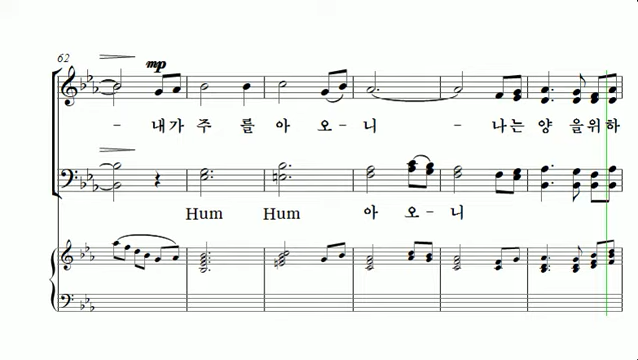 62
mp
- 내가 주 를 아 오 - 니 - 나는 양 을위하
Hum Hum 아 오 - 니